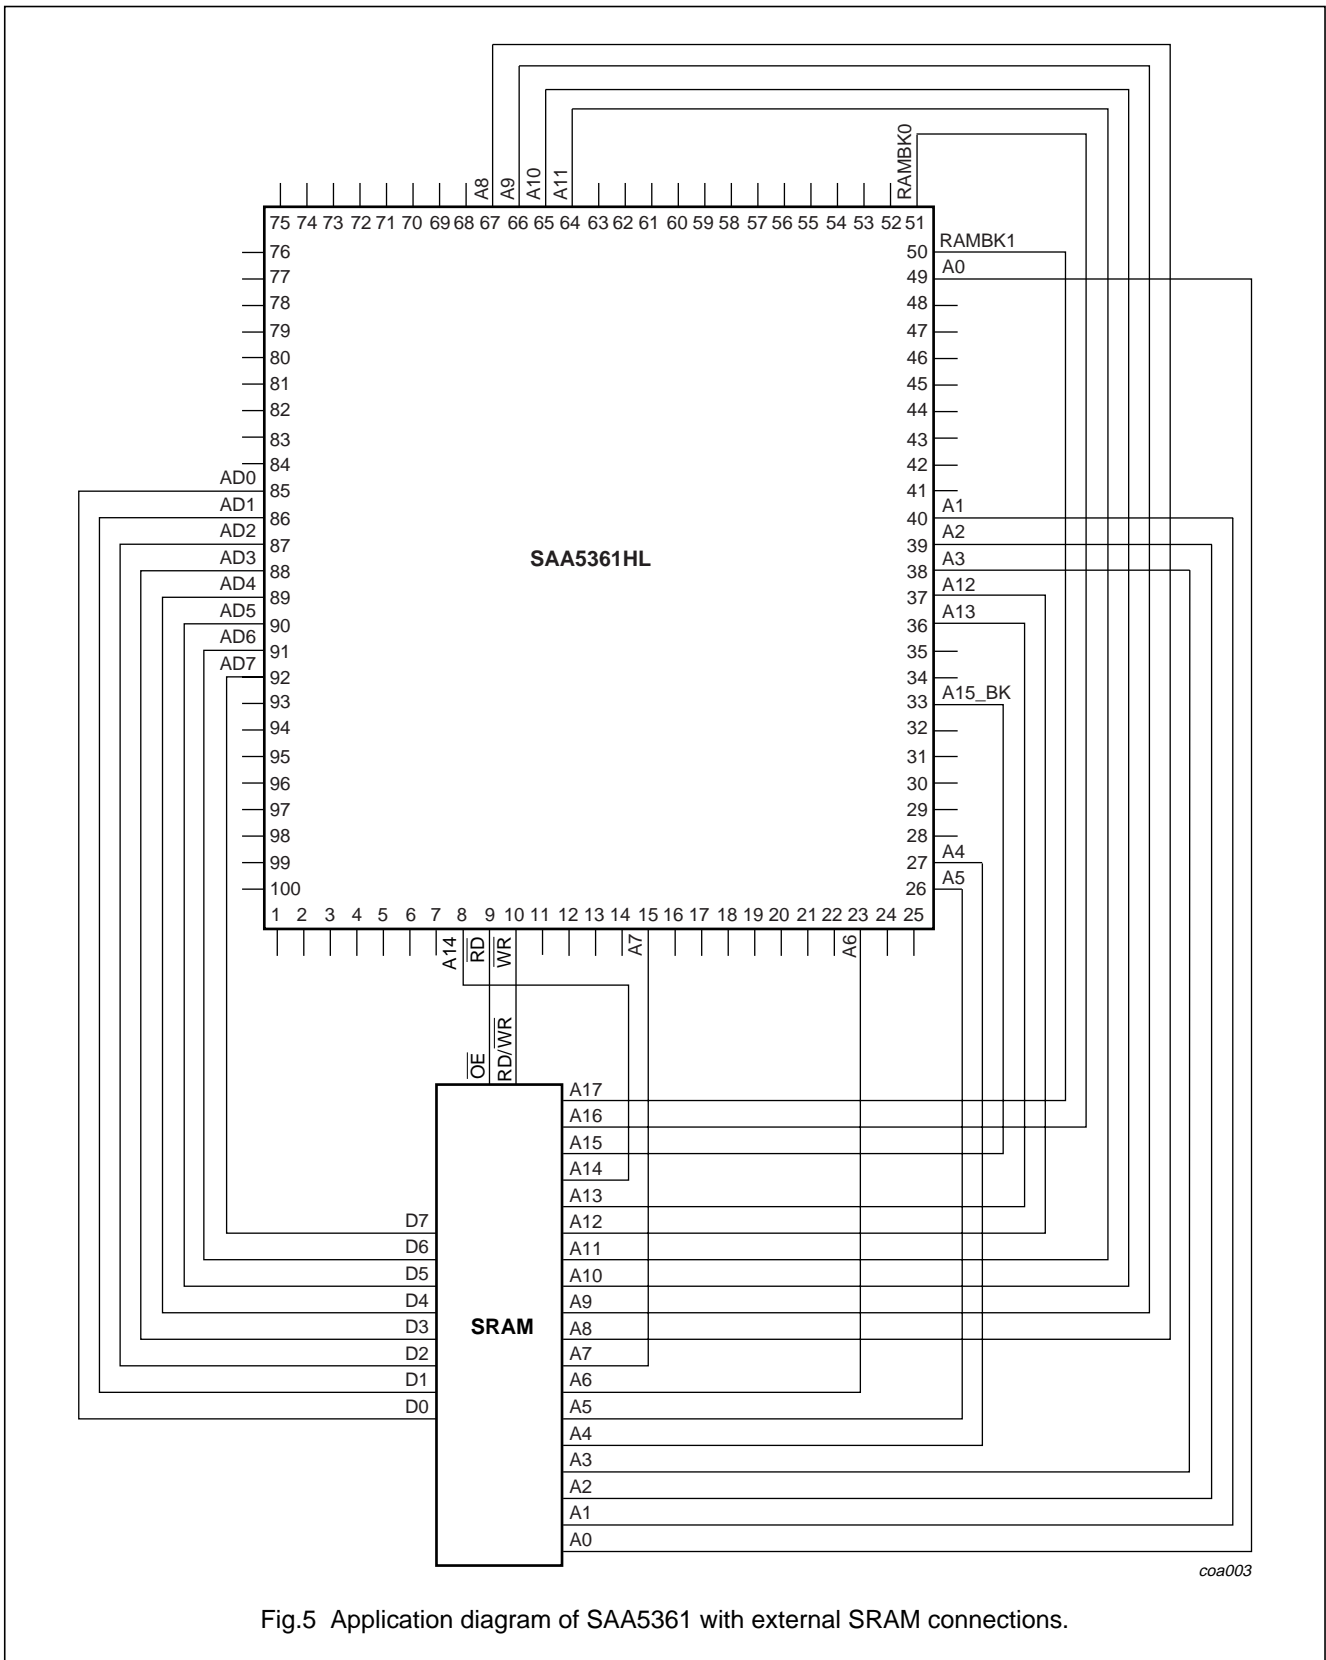 A8 A9 A10 A11 RAMBK0
75 74 73 72 71 70 69 68 67 66 65 64 63 62 61 60 59 58 57 56 55 54 53 52 51
76 50 RAMBK1
77 49 A0
78 48
79 47
80 46
81 45
82 44
83 43
84 42
AD0 85 41
AD1 86 40 A1
AD2 87 39 A2
AD3 88 SAA5361HL 38 A3
AD4 89 37 A12
AD5 90 36 A13
AD6 91 35
AD7 92 34
93 33 A15_BK
94 32
95 31
96 30
97 29
98 28
99 27 A4
100 26 A5
1 2 3 4 5 6 7 8 9 10 11 12 13 14 15 16 17 18 19 20 21 22 23 24 25
A14 RD WR A7 A6
OE RD/WR
A17
A16
A15
A14
A13
D7 A12
D6 A11
D5 A10
D4 A9
D3 SRAM A8
D2 A7
D1 A6
D0 A5
A4
A3
A2
A1
A0
coa003
Fig.5 Application diagram of SAA5361 with external SRAM connections.